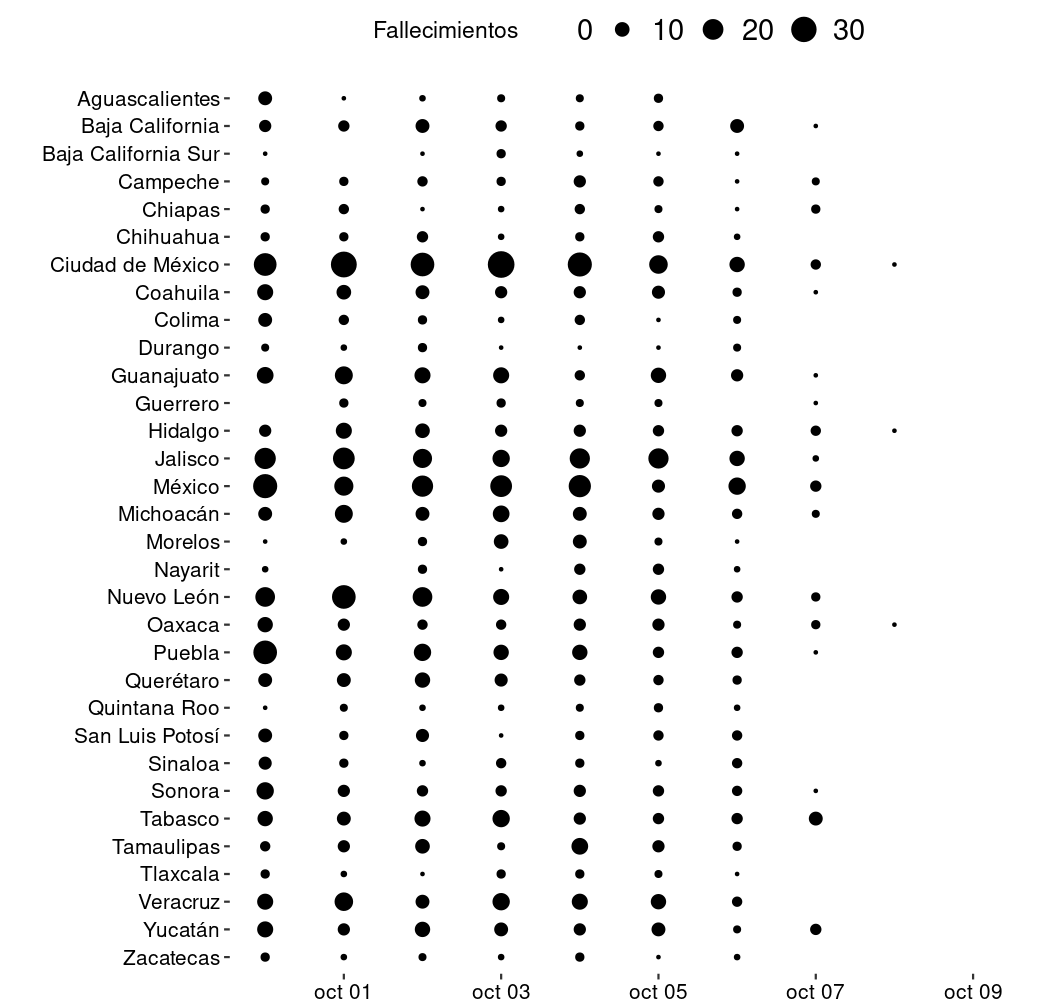 Fallecimientos 0 10 20 30
Aguascalientes
Baja California
Baja California Sur
Campeche
Chiapas
Chihuahua
Ciudad de México
Coahuila
Colima
Durango
Guanajuato
Guerrero
Hidalgo
Jalisco
México
Michoacán
Morelos
Nayarit
Nuevo León
Oaxaca
Puebla
Querétaro
Quintana Roo
San Luis Potosí
Sinaloa
Sonora
Tabasco
Tamaulipas
Tlaxcala
Veracruz
Yucatán
Zacatecas
oct 01 oct 03 oct 05 oct 07 oct 09